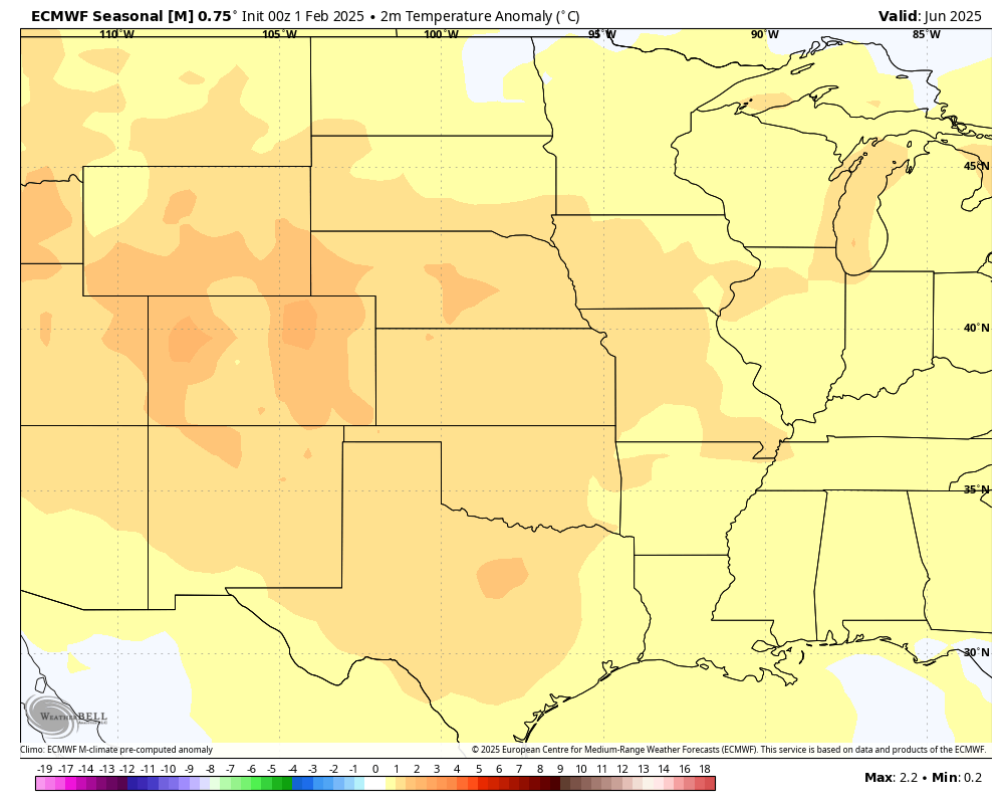 ECMWF Seasonal [M] 0.75° Init 00z 1 Feb 2025 • 2m Temperature Anomaly (°C)
Valid: Jun 2025
110°W 105°W 100°W 95°W 90°W 85°W
45°N
40°N
35°N
30°N
WEATHERBELL
Climo: ECMWF M-climate pre-computed anomaly
© 2025 European Centre for Medium-Range Weather Forecasts (ECMWF). This service is based on data and products of the ECMWF.
-19 -17 -14 -13 -12 -11 -10 -9 -8 -7 -6 -5 -4 -3 -2 -1 0 1 2 3 4 5 6 7 8 9 10 11 12 13 14 16 18
Max: 2.2 • Min: 0.2